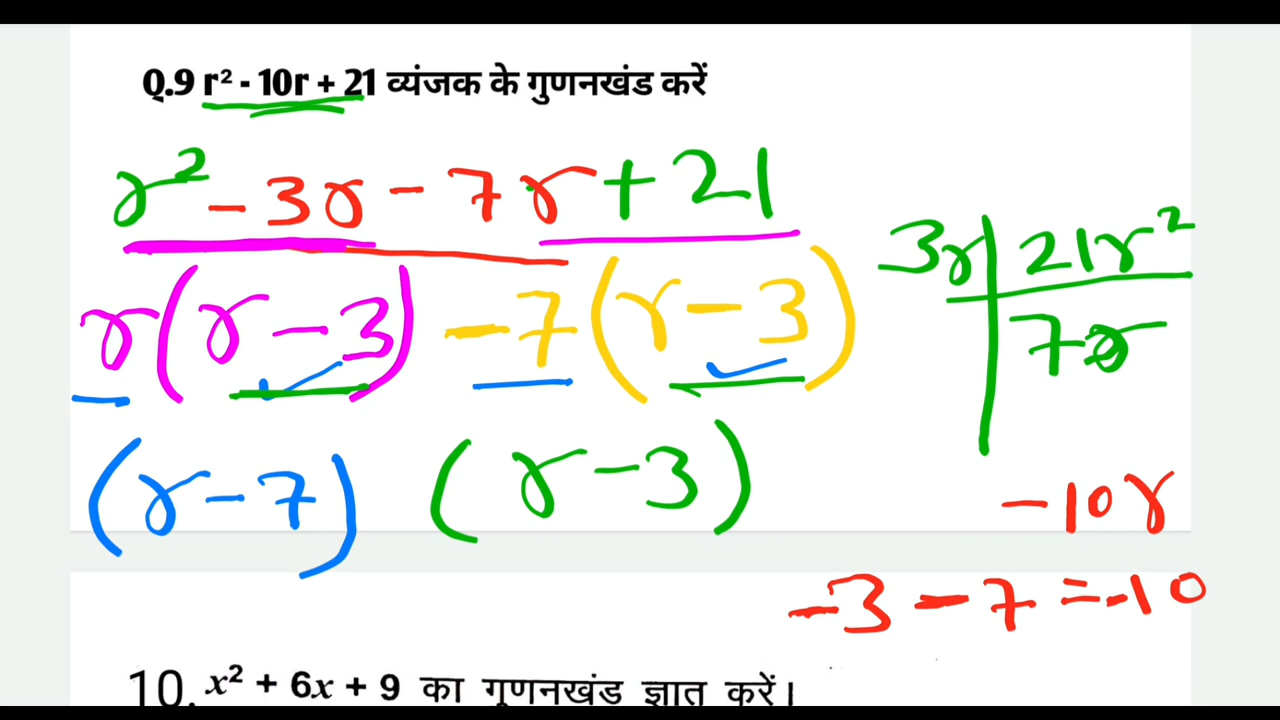 Q.9 r² - 10r + 21 व्यंजक के गुणनखंड करें
r² - 3r - 7r + 21
3r | 21r²
7r
r(r - 3) - 7(r - 3)
(r - 7) (r - 3)
- 10r
- 3 - 7 = -10
10. x² + 6x + 9 का गुणनखंड ज्ञात करें।